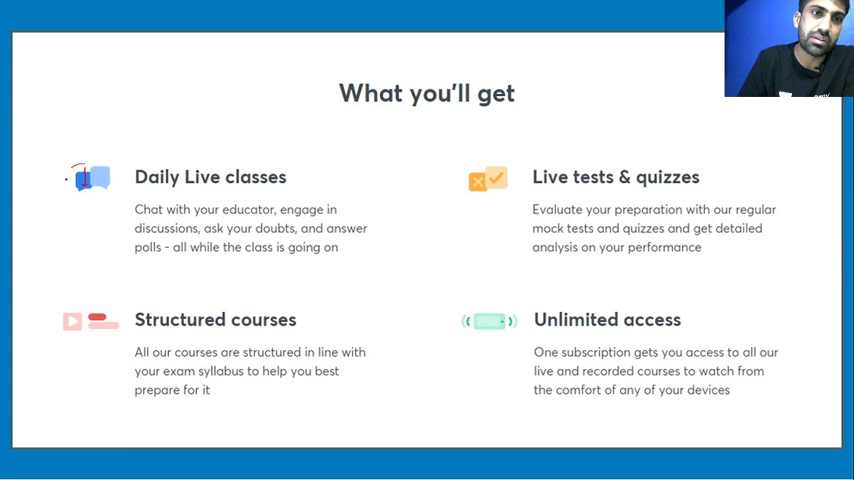 What you'll get
Daily Live classes
Chat with your educator, engage in
discussions, ask your doubts, and answer
polls - all while the class is going on
Live tests & quizzes
Evaluate your preparation with our regular
mock tests and quizzes and get detailed
analysis on your performance
Structured courses
All our courses are structured in line with
your exam syllabus to help you best
prepare for it
Unlimited access
One subscription gets you access to all our
live and recorded courses to watch from
the comfort of any of your devices